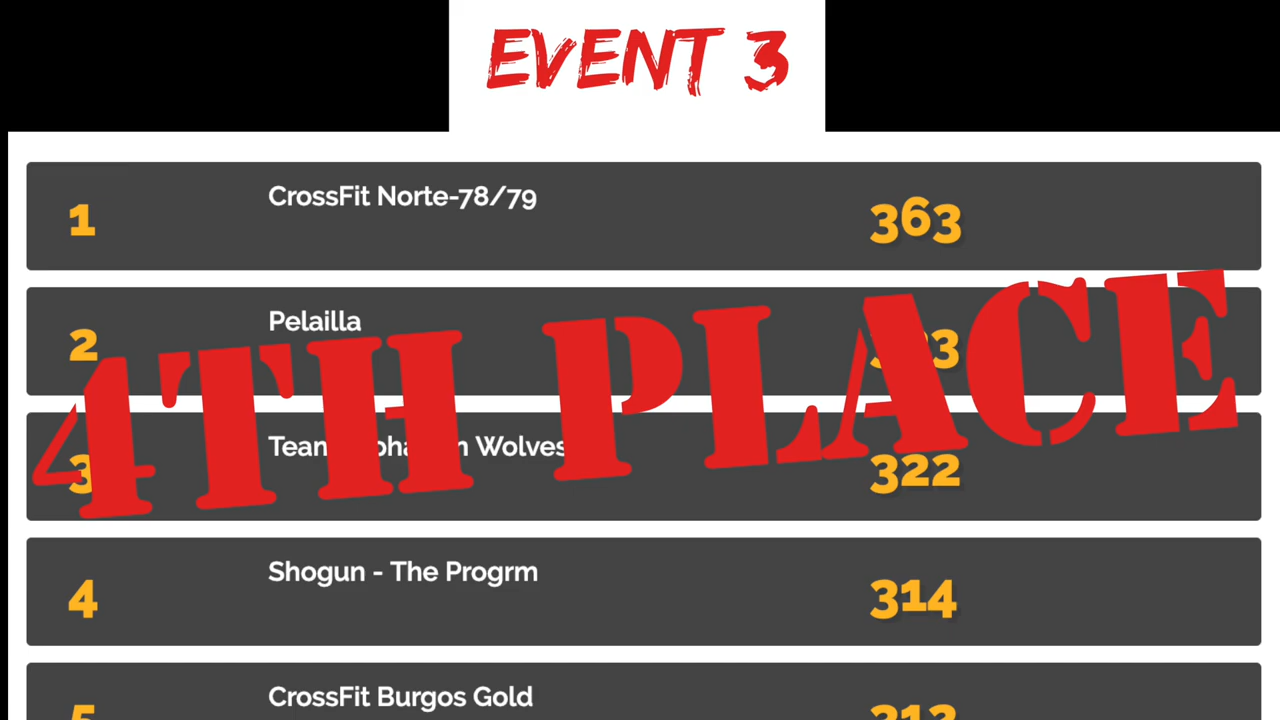 EVENT 3
1 CrossFit Norte-78/79 363
2 Pelailla
4TH PLACE
3 Wolves 322
4 Shogun - The Progrm 314
5 CrossFit Burgos Gold